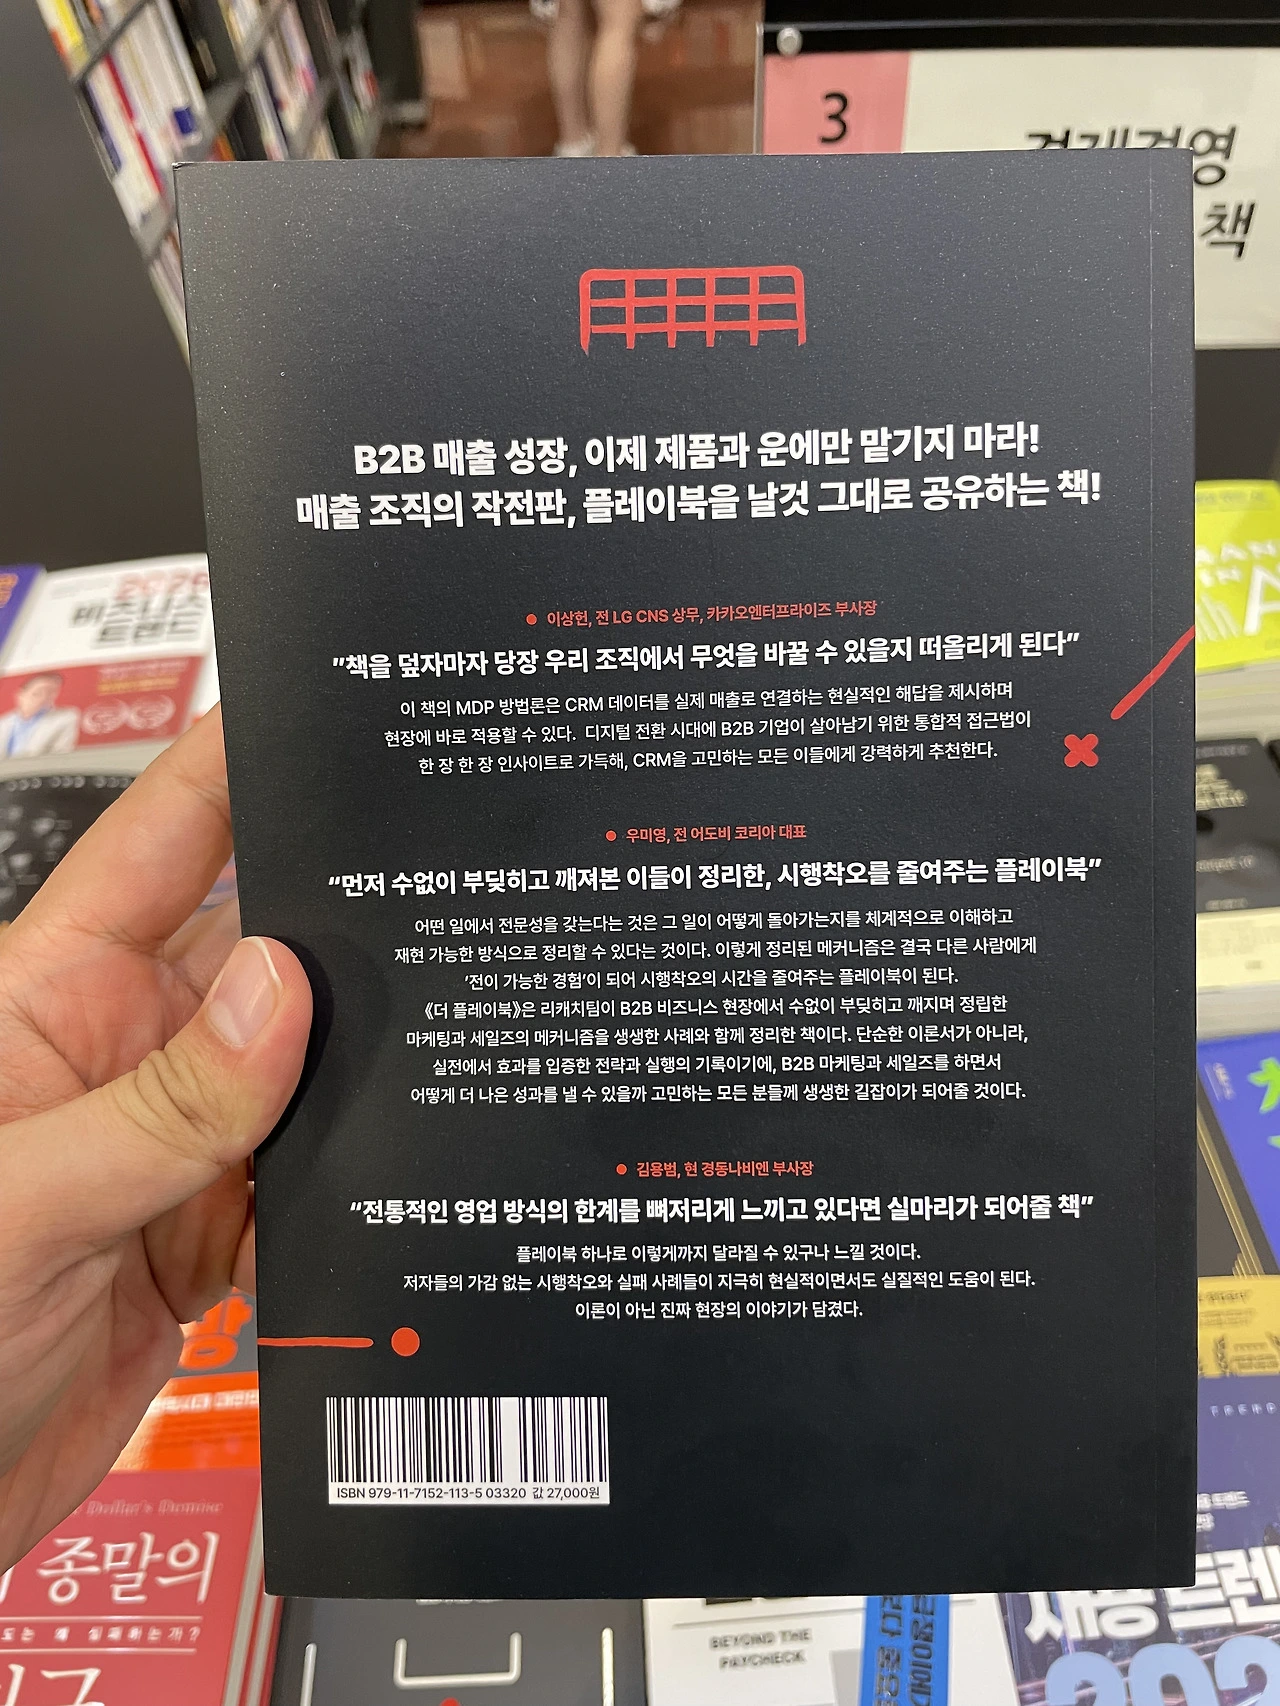 3
책
B2B 매출 성장, 이제 제품과 운에만 맡기지 마라!
매출 조직의 작전판, 플레이북을 날것 그대로 공유하는 책!
이상헌, 전 LG CNS 상무, 카카오엔터프라이즈 부사장
"책을 덮자마자 당장 우리 조직에서 무엇을 바꿀 수 있을지 떠올리게 된다"
이 책의 MDP 방법론은 CRM 데이터를 실제 매출로 연결하는 현실적인 해답을 제시하며
현장에 바로 적용할 수 있다. 디지털 전환 시대에 B2B 기업이 살아남기 위한 통합적 접근법이
한 장 한 장 인사이트로 가득해, CRM을 고민하는 모든 이들에게 강력하게 추천한다.
우미영, 전 어도비 코리아 대표
"먼저 수없이 부딪히고 깨져본 이들이 정리한, 시행착오를 줄여주는 플레이북"
어떤 일에서 전문성을 갖는다는 것은 그 일이 어떻게 돌아가는지를 체계적으로 이해하고
재현 가능한 방식으로 정리할 수 있다는 것이다. 이렇게 정리된 메커니즘은 결국 다른 사람에게
'전이 가능한 경험'이 되어 시행착오의 시간을 줄여주는 플레이북이 된다.
《더 플레이북》은 리캐치팀이 B2B 비즈니스 현장에서 수없이 부딪히고 깨지며 정립한
마케팅과 세일즈의 메커니즘을 생생한 사례와 함께 정리한 책이다. 단순한 이론서가 아니라,
실전에서 효과를 입증한 전략과 실행의 기록이기에, B2B 마케팅과 세일즈를 하면서
어떻게 더 나은 성과를 낼 수 있을까 고민하는 모든 분들께 생생한 길잡이가 되어줄 것이다.
김용범, 현 경동나비엔 부사장
"전통적인 영업 방식의 한계를 뼈저리게 느끼고 있다면 실마리가 되어줄 책"
플레이북 하나로 이렇게까지 달라질 수 있구나 느낄 것이다.
저자들의 가감 없는 시행착오와 실패 사례들이 지극히 현실적이면서도 실질적인 도움이 된다.
이론이 아닌 진짜 현장의 이야기가 담겼다.
ISBN 979-11-7152-113-5 03320 값 27,000원
종말의
BEYOND THE
PAYCHECK